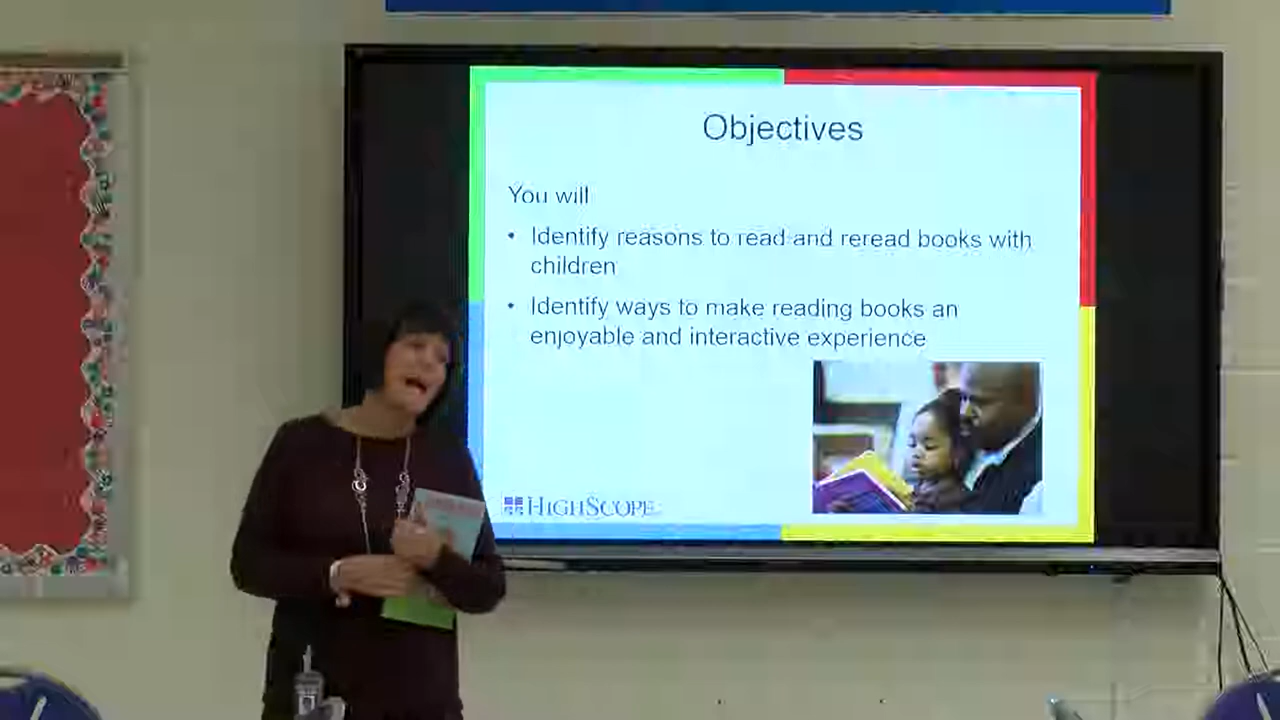 Objectives
You will
• Identify reasons to read and reread books with
children
• Identify ways to make reading books an
enjoyable and interactive experience
HIGHSCOPE